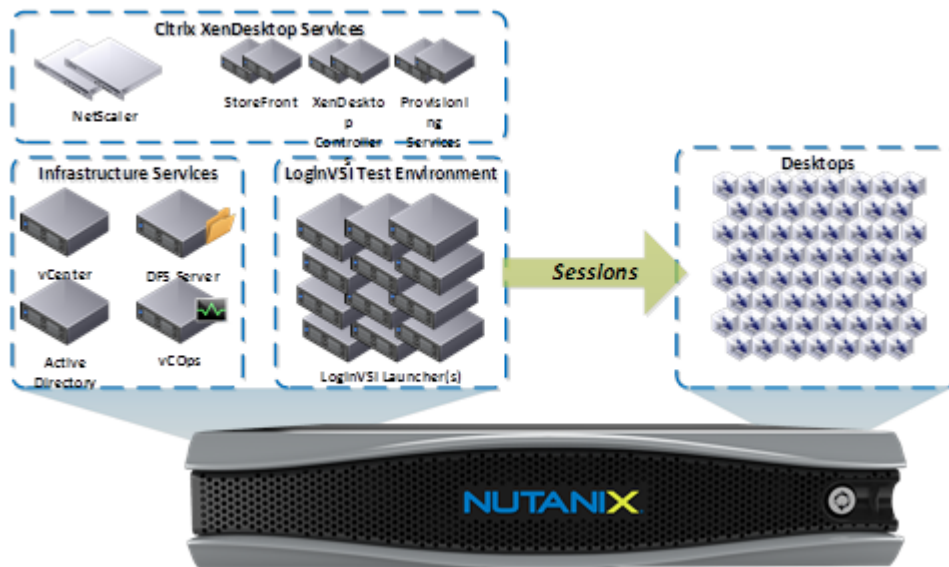 Citrix XenDesktop Services
NetScaler
StoreFront
XenDeskto
p
Controller
s
Provisioni
ng
Services
Infrastructure Services
vCenter
DFS Server
Active
Directory
vCOps
LoginVSI Test Environment
LoginVSI Launcher(s)
Sessions
Desktops
NUTANIX